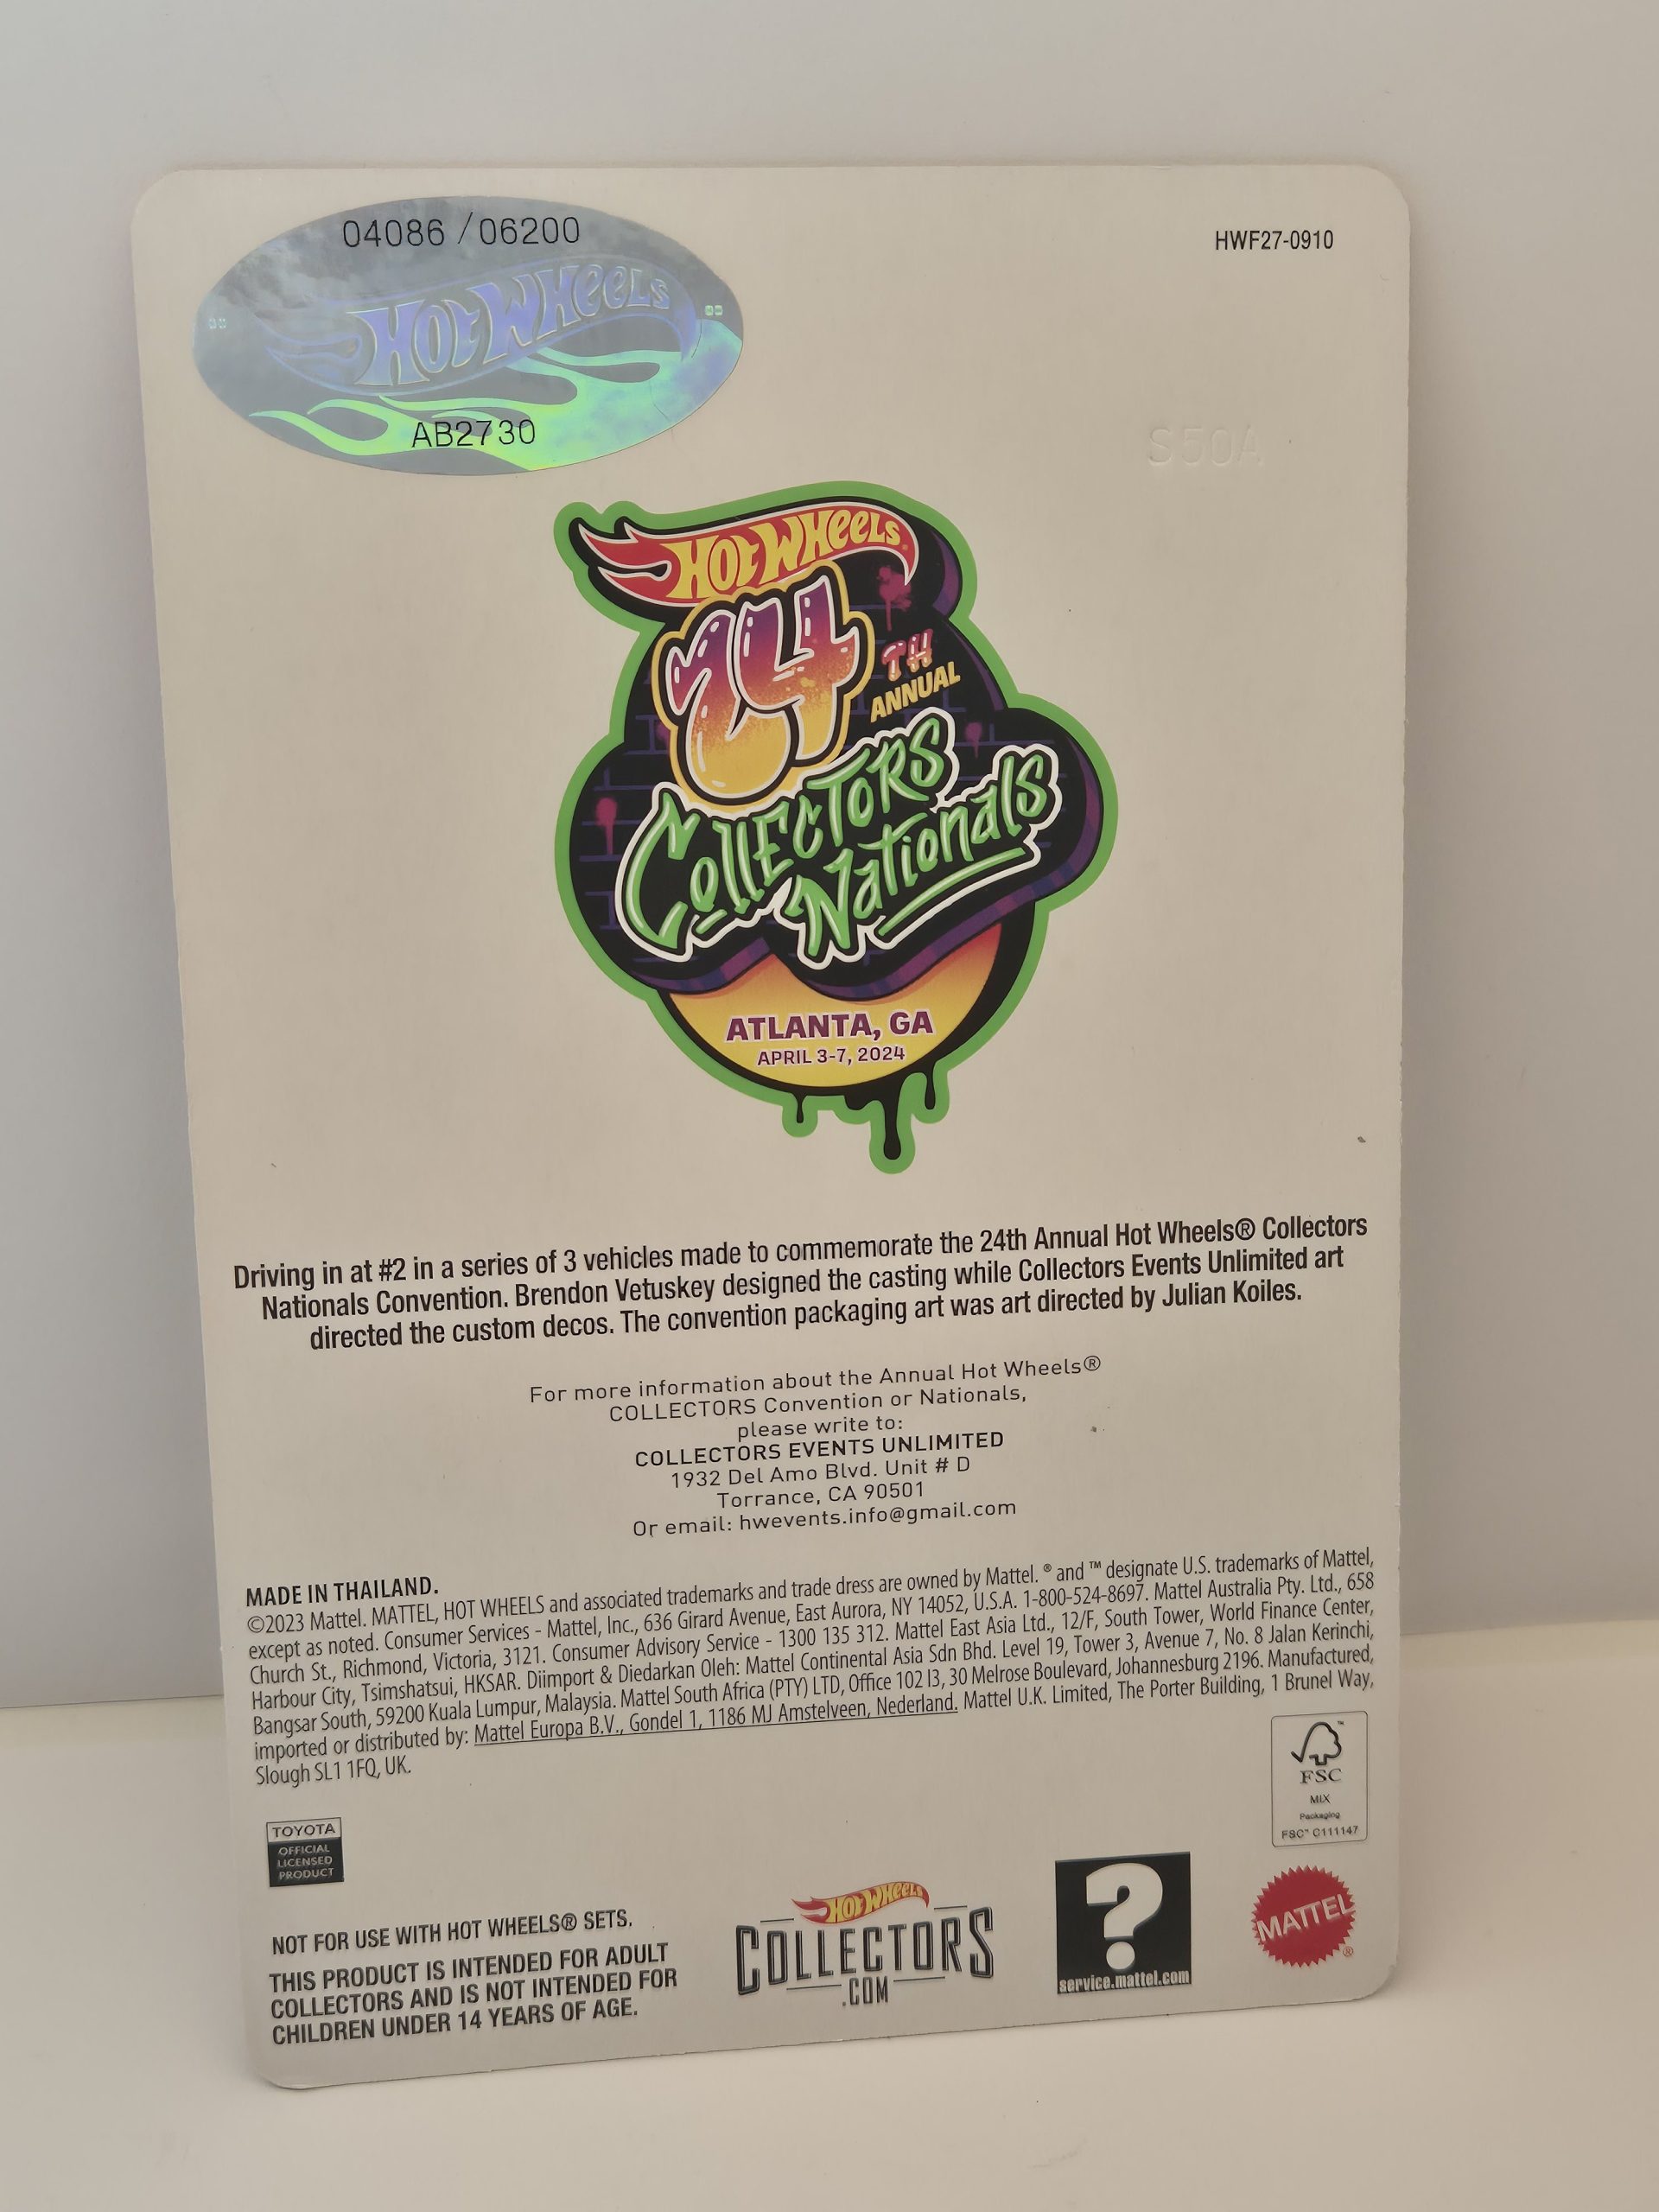 04086 / 06200
HOT WHEELS
AB2730
HWF27-0910
S50A
HOT WHEELS
24
TH
ANNUAL
COLLECTORS
NATIONALS
ATLANTA, GA
APRIL 3-7, 2024
Driving in at #2 in a series of 3 vehicles made to commemorate the 24th Annual Hot Wheels® Collectors
Nationals Convention. Brendon Vetuskey designed the casting while Collectors Events Unlimited art
directed the custom decos. The convention packaging art was art directed by Julian Koiles.
For more information about the Annual Hot Wheels®
COLLECTORS Convention or Nationals,
please write to:
COLLECTORS EVENTS UNLIMITED
1932 Del Amo Blvd. Unit # D
Torrance, CA 90501
Or email: hwevents.info@gmail.com
MADE IN THAILAND.
©2023 Mattel. MATTEL, HOT WHEELS and associated trademarks and trade dress are owned by Mattel. ® and ™ designate U.S. trademarks of Mattel,
except as noted. Consumer Services - Mattel, Inc., 636 Girard Avenue, East Aurora, NY 14052, U.S.A. 1-800-524-8697. Mattel Australia Pty. Ltd., 658
Church St., Richmond, Victoria, 3121. Consumer Advisory Service - 1300 135 312. Mattel East Asia Ltd., 12/F, South Tower, World Finance Center,
Harbour City, Tsimshatsui, HKSAR. Diimport & Diedarkan Oleh: Mattel Continental Asia Sdn Bhd. Level 19, Tower 3, Avenue 7, No. 8 Jalan Kerinchi,
Bangsar South, 59200 Kuala Lumpur, Malaysia. Mattel South Africa (PTY) LTD, Office 102 I3, 30 Melrose Boulevard, Johannesburg 2196. Manufactured,
imported or distributed by: Mattel Europa B.V., Gondel 1, 1186 MJ Amstelveen, Nederland. Mattel U.K. Limited, The Porter Building, 1 Brunel Way,
Slough SL1 1FQ, UK.
FSC™
MIX
Packaging
FSC™ C111147
TOYOTA
OFFICIAL
LICENSED
PRODUCT
NOT FOR USE WITH HOT WHEELS® SETS.
THIS PRODUCT IS INTENDED FOR ADULT
COLLECTORS AND IS NOT INTENDED FOR
CHILDREN UNDER 14 YEARS OF AGE.
HOT WHEELS
COLLECTORS
.COM
?
service.mattel.com
MATTEL®